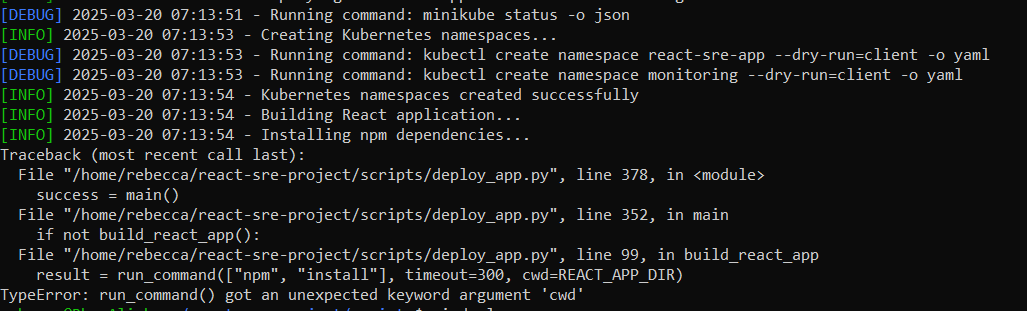 [DEBUG] 2025-03-20 07:13:51 - Running command: minikube status -o json
[INFO] 2025-03-20 07:13:53 - Creating Kubernetes namespaces...
[DEBUG] 2025-03-20 07:13:53 - Running command: kubectl create namespace react-sre-app --dry-run=client -o yaml
[DEBUG] 2025-03-20 07:13:53 - Running command: kubectl create namespace monitoring --dry-run=client -o yaml
[INFO] 2025-03-20 07:13:54 - Kubernetes namespaces created successfully
[INFO] 2025-03-20 07:13:54 - Building React application...
[INFO] 2025-03-20 07:13:54 - Installing npm dependencies...
Traceback (most recent call last):
  File "/home/rebecca/react-sre-project/scripts/deploy_app.py", line 378, in <module>
    success = main()
  File "/home/rebecca/react-sre-project/scripts/deploy_app.py", line 352, in main
    if not build_react_app():
  File "/home/rebecca/react-sre-project/scripts/deploy_app.py", line 99, in build_react_app
    result = run_command(["npm", "install"], timeout=300, cwd=REACT_APP_DIR)
TypeError: run_command() got an unexpected keyword argument 'cwd'